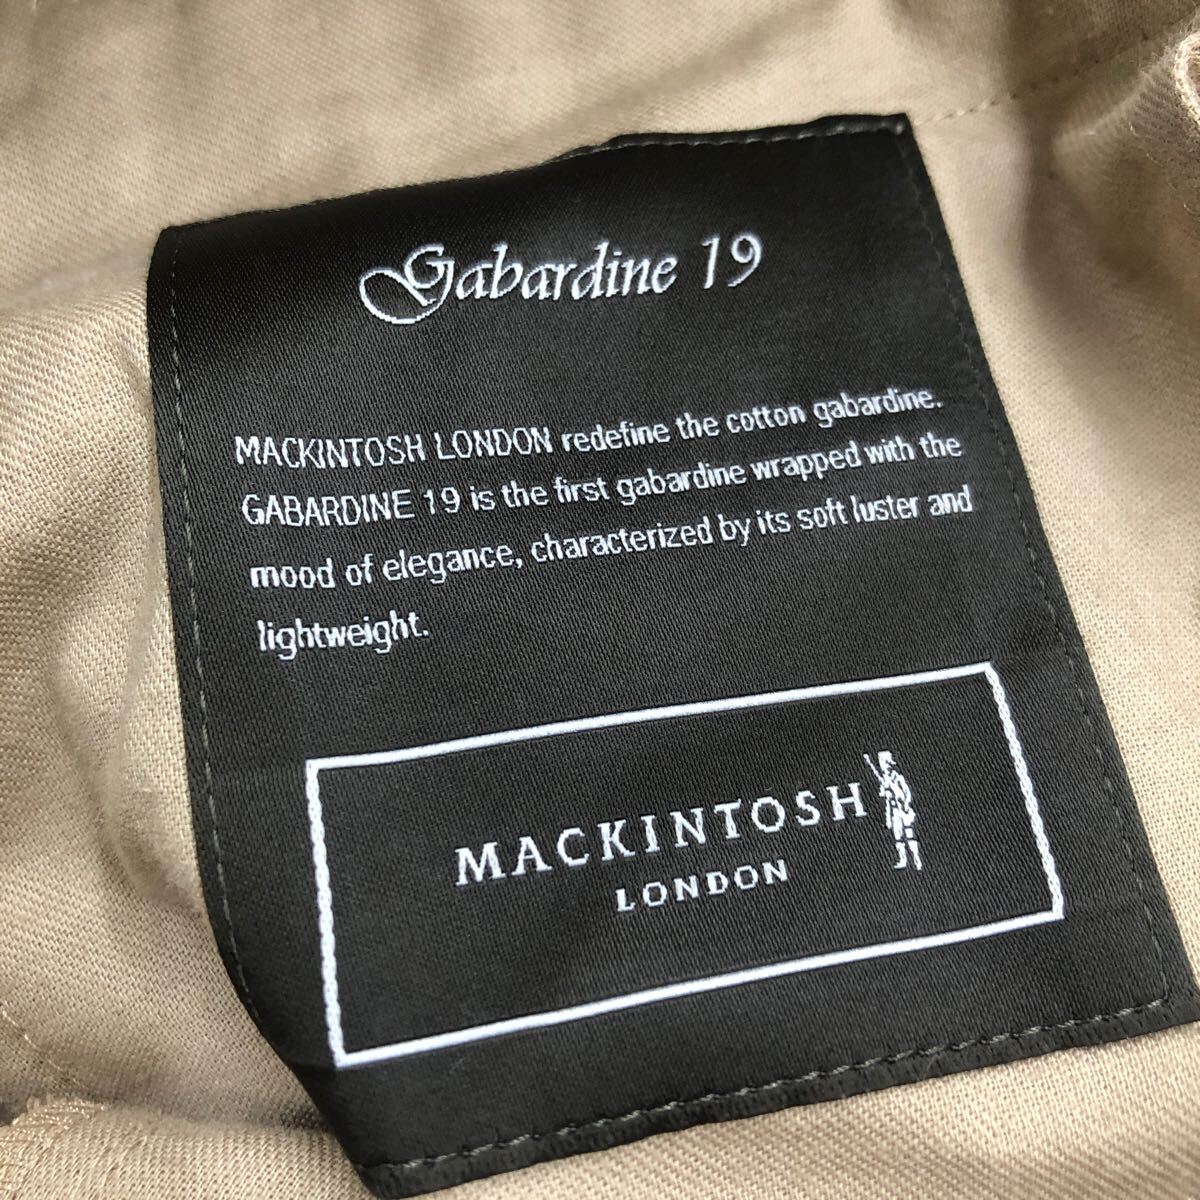 Gabardine 19
MACKINTOSH LONDON redefine the cotton gabardine.
GABARDINE 19 is the first gabardine wrapped with the
mood of elegance, characterized by its soft luster and
lightweight.
MACKINTOSH
LONDON